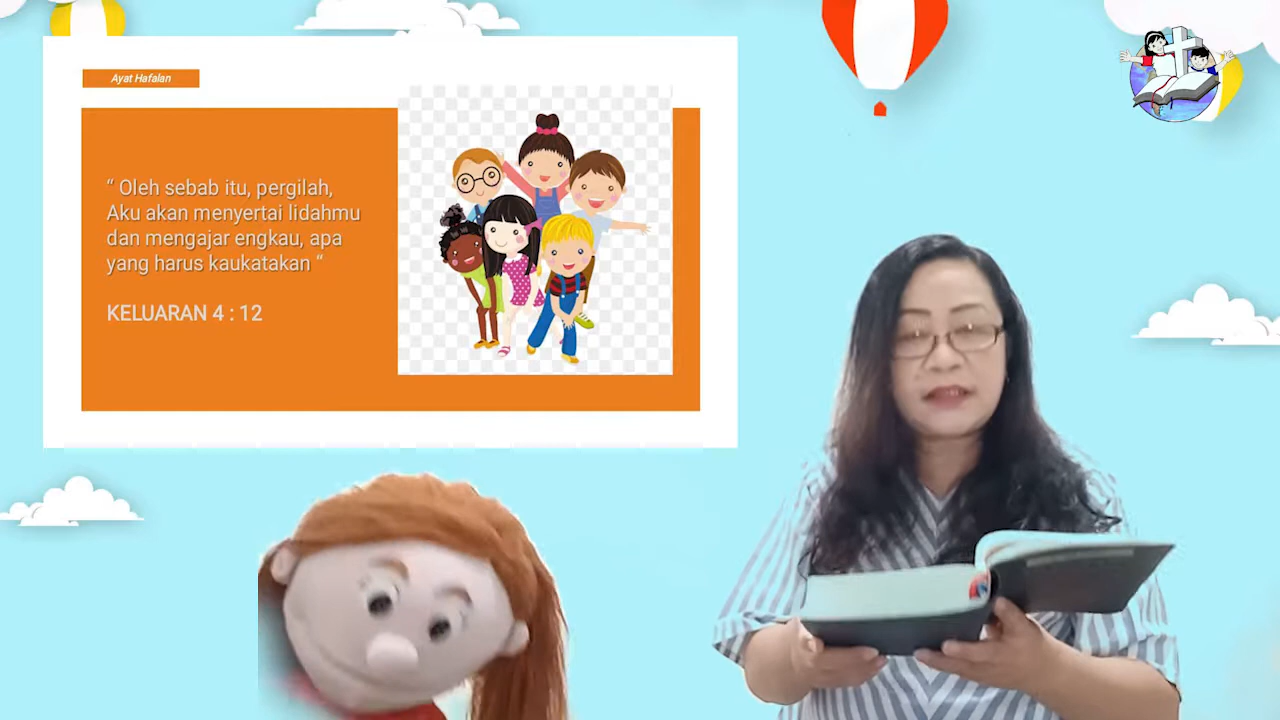 Ayat Hafalan
“ Oleh sebab itu, pergilah,
Aku akan menyertai lidahmu
dan mengajar engkau, apa
yang harus kaukatakan “
KELUARAN 4 : 12